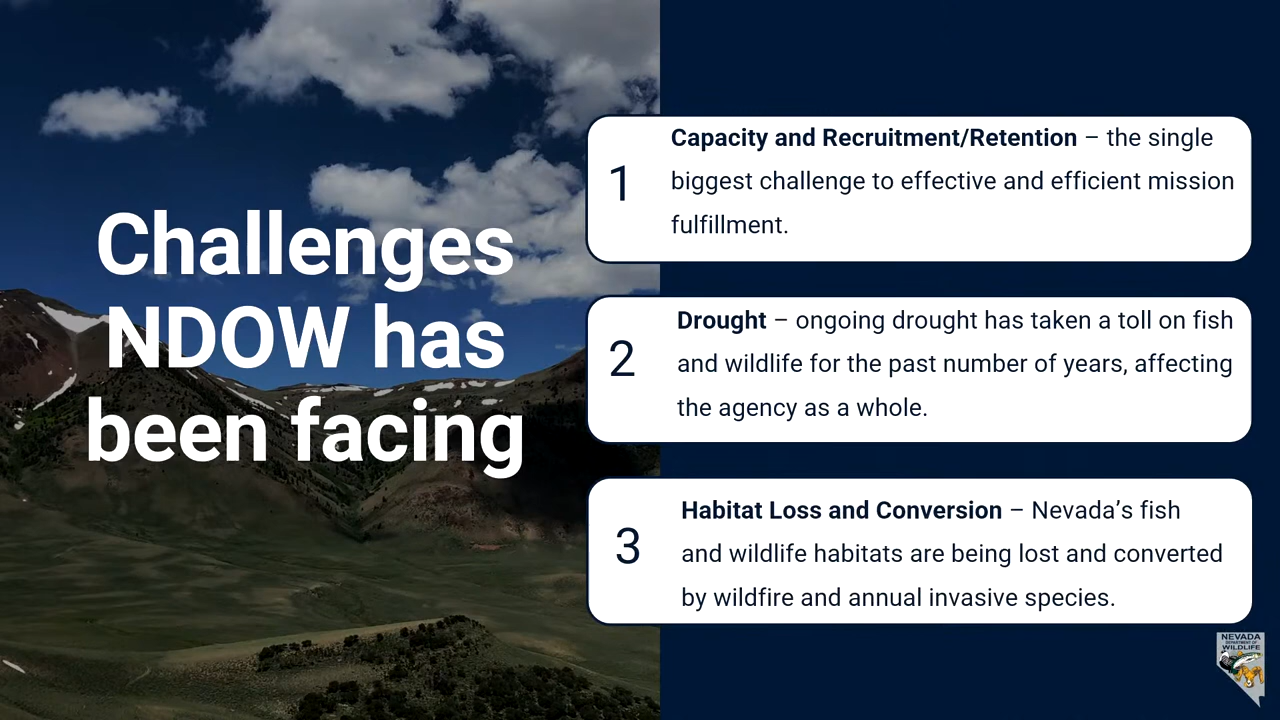 Challenges
NDOW has
been facing
1
Capacity and Recruitment/Retention – the single
biggest challenge to effective and efficient mission
fulfillment.
2
Drought – ongoing drought has taken a toll on fish
and wildlife for the past number of years, affecting
the agency as a whole.
3
Habitat Loss and Conversion – Nevada’s fish
and wildlife habitats are being lost and converted
by wildfire and annual invasive species.
NEVADA
DEPARTMENT OF
WILDLIFE